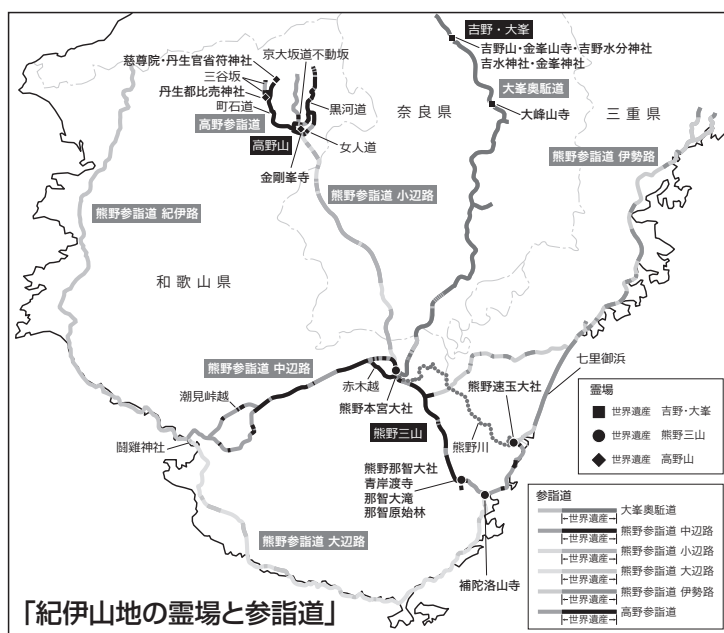 吉野・大峯
吉野山・金峯山寺・吉野水分神社
吉水神社・金峯神社
大峯奥駈道
大峰山寺
京大坂道不動坂
慈尊院・丹生官省符神社
三谷坂
丹生都比売神社
町石道
高野参詣道
高野山
黒河道
女人道
金剛峯寺
奈良県
三重県
熊野参詣道 伊勢路
熊野参詣道 紀伊路
熊野参詣道 小辺路
和歌山県
熊野参詣道 中辺路
潮見峠越
赤木越
熊野本宮大社
熊野三山
七里御浜
熊野速玉大社
熊野川
闘雞神社
熊野那智大社
青岸渡寺
那智大滝
那智原始林
熊野参詣道 大辺路
補陀洛山寺
霊場
世界遺産 吉野・大峯
世界遺産 熊野三山
世界遺産 高野山
参詣道
大峯奥駈道
←世界遺産→
熊野参詣道 中辺路
←世界遺産→
熊野参詣道 小辺路
←世界遺産→
熊野参詣道 大辺路
←世界遺産→
熊野参詣道 伊勢路
←世界遺産→
高野参詣道
←世界遺産→
「紀伊山地の霊場と参詣道」